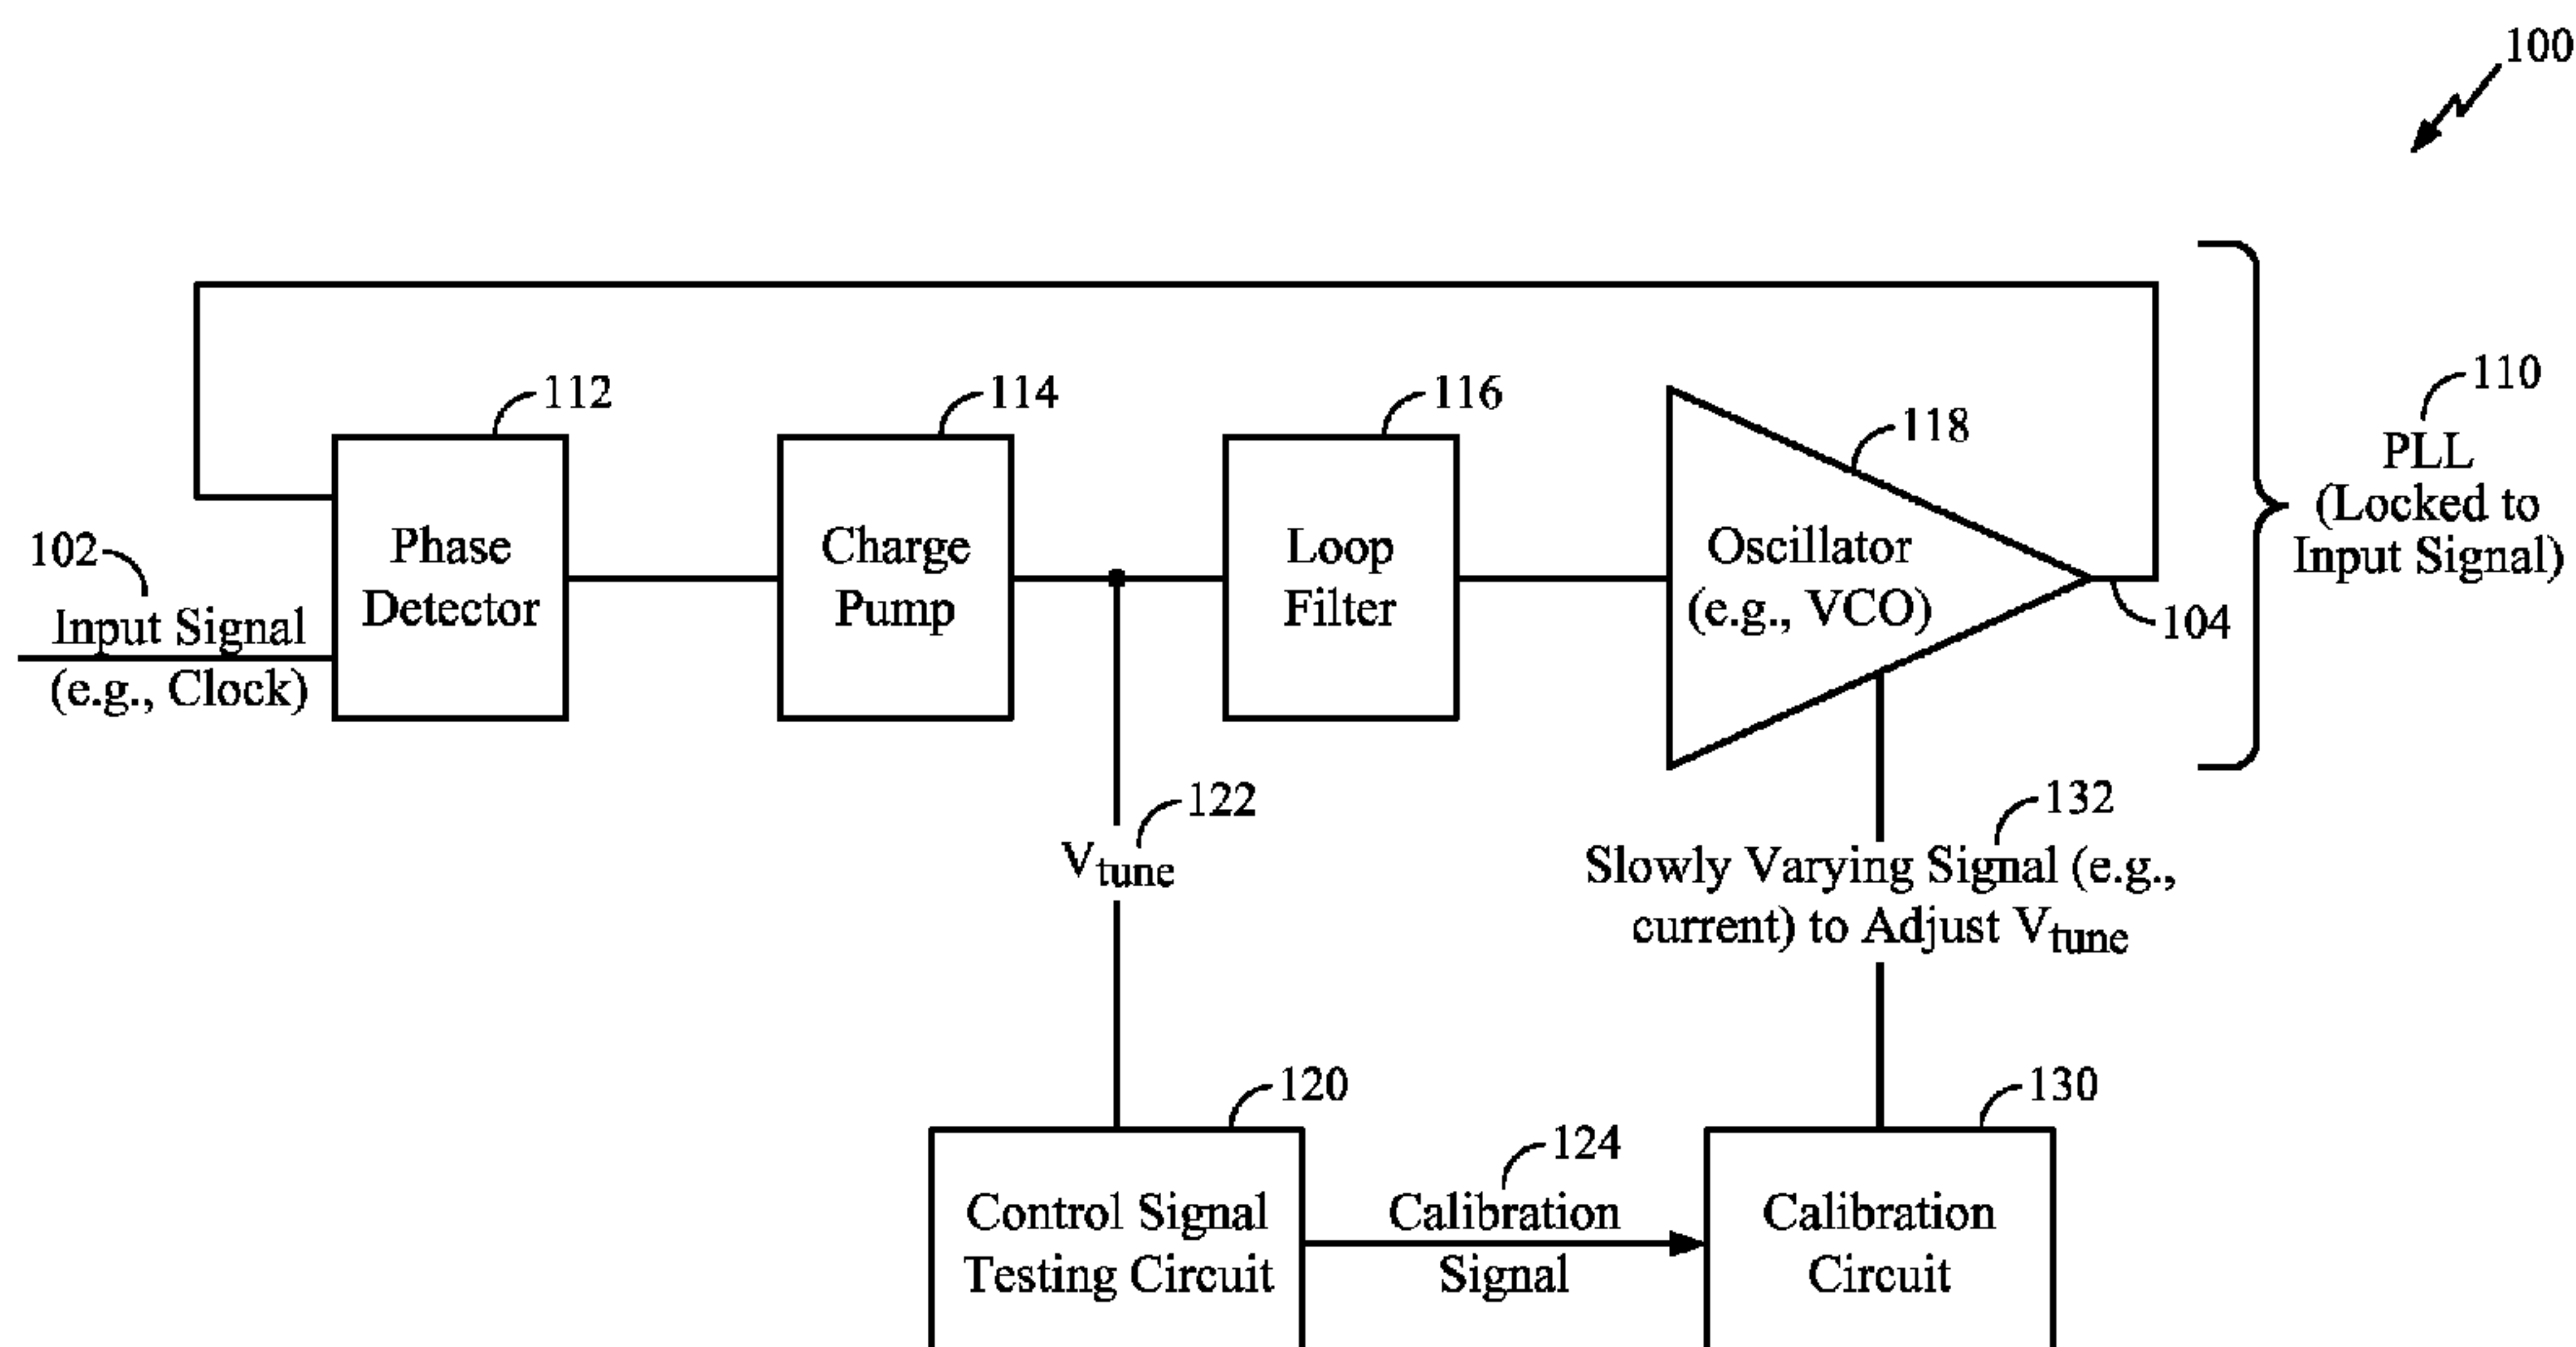 100
112
114
116
118
110
PLL
(Locked to
Input Signal)
102
Input Signal
(e.g., Clock)
Phase
Detector
Charge
Pump
Loop
Filter
Oscillator
(e.g., VCO)
104
122
Vtune
132
Slowly Varying Signal (e.g.,
current) to Adjust Vtune
120
Control Signal
Testing Circuit
124
Calibration
Signal
130
Calibration
Circuit